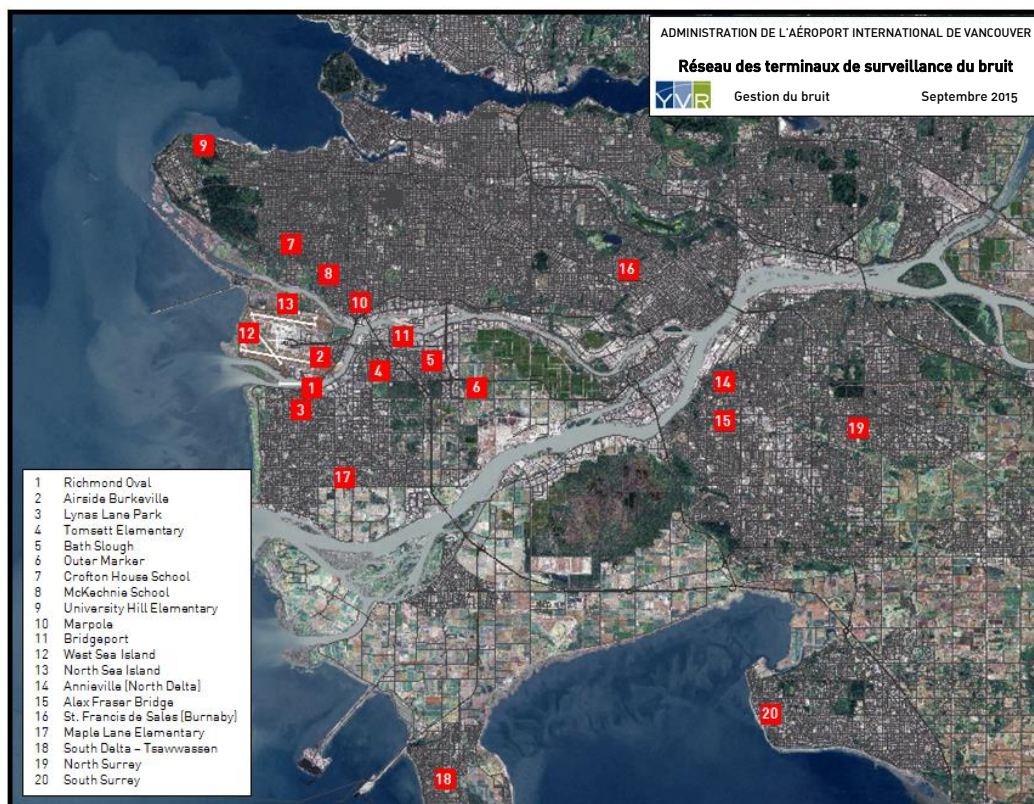 ADMINISTRATION DE L'AÉROPORT INTERNATIONAL DE VANCOUVER
Réseau des terminaux de surveillance du bruit
YVR Gestion du bruit Septembre 2015
9
7
16
8
13
10
12
11
2
5
4
14
1
6
3
15
19
17
20
18
1 Richmond Oval
2 Airside Burkeville
3 Lynas Lane Park
4 Tomsett Elementary
5 Bath Slough
6 Outer Marker
7 Crofton House School
8 McKechnie School
9 University Hill Elementary
10 Marpole
11 Bridgeport
12 West Sea Island
13 North Sea Island
14 Annieville (North Delta)
15 Alex Fraser Bridge
16 St. Francis de Sales (Burnaby)
17 Maple Lane Elementary
18 South Delta – Tsawwassen
19 North Surrey
20 South Surrey